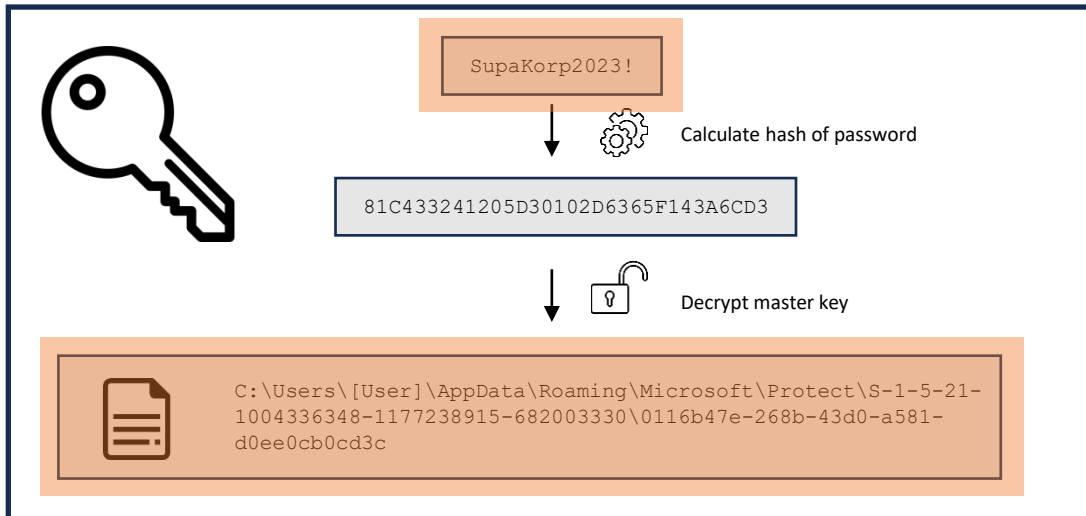 SupaKorp2023!
Calculate hash of password
81C433241205D30102D6365F143A6CD3
Decrypt master key
C:\Users\[User]\AppData\Roaming\Microsoft\Protect\S-1-5-21-
1004336348-1177238915-682003330\0116b47e-268b-43d0-a581-
d0ee0cb0cd3c